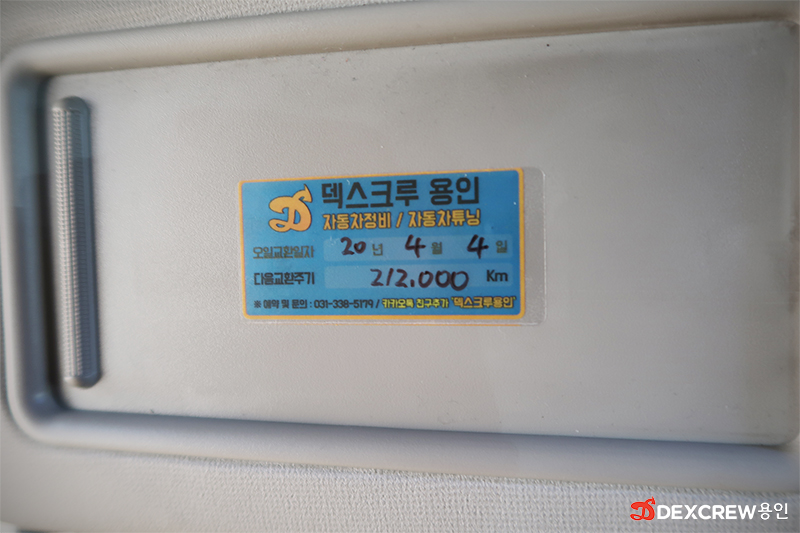 덱스크루 용인
자동차정비 / 자동차튜닝
오일교환일자 20 년 4 월 4 일
다음교환주기 212.000 Km
※ 예약 및 문의 : 031-338-5179 / 카카오톡 친구추가 '덱스크루용인'
DEXCREW용인